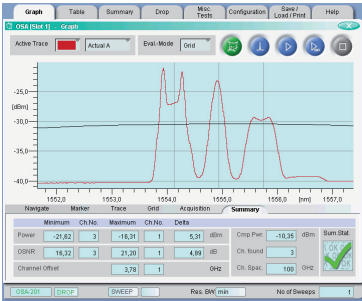 Graph Table Summary Drop Misc. Tests Configuration Save / Load / Print Help
OSA [Slot 1] - Graph
Active Trace Actual A Eval.-Mode Grid
-25,0
[dBm]
-30,0
-35,0
-40,0
1552,0 1553,0 1554,0 1555,0 1556,0 [nm] 1557,0
Navigate Marker Trace Grid Acquisition Summary
Minimum Ch.No. Maximum Ch.No. Delta
Power -21,62 3 -16,31 1 5,31 dBm Cmp.Pwr. -10,35 dBm Sum Stat
OSNR 16,32 3 21,20 1 4,89 dB Ch. found 3
Channel Offset 3,78 1 GHz Ch. Spac. 100 GHz
OSA-201 DROP SWEEP Res. BW min No of Sweeps 1